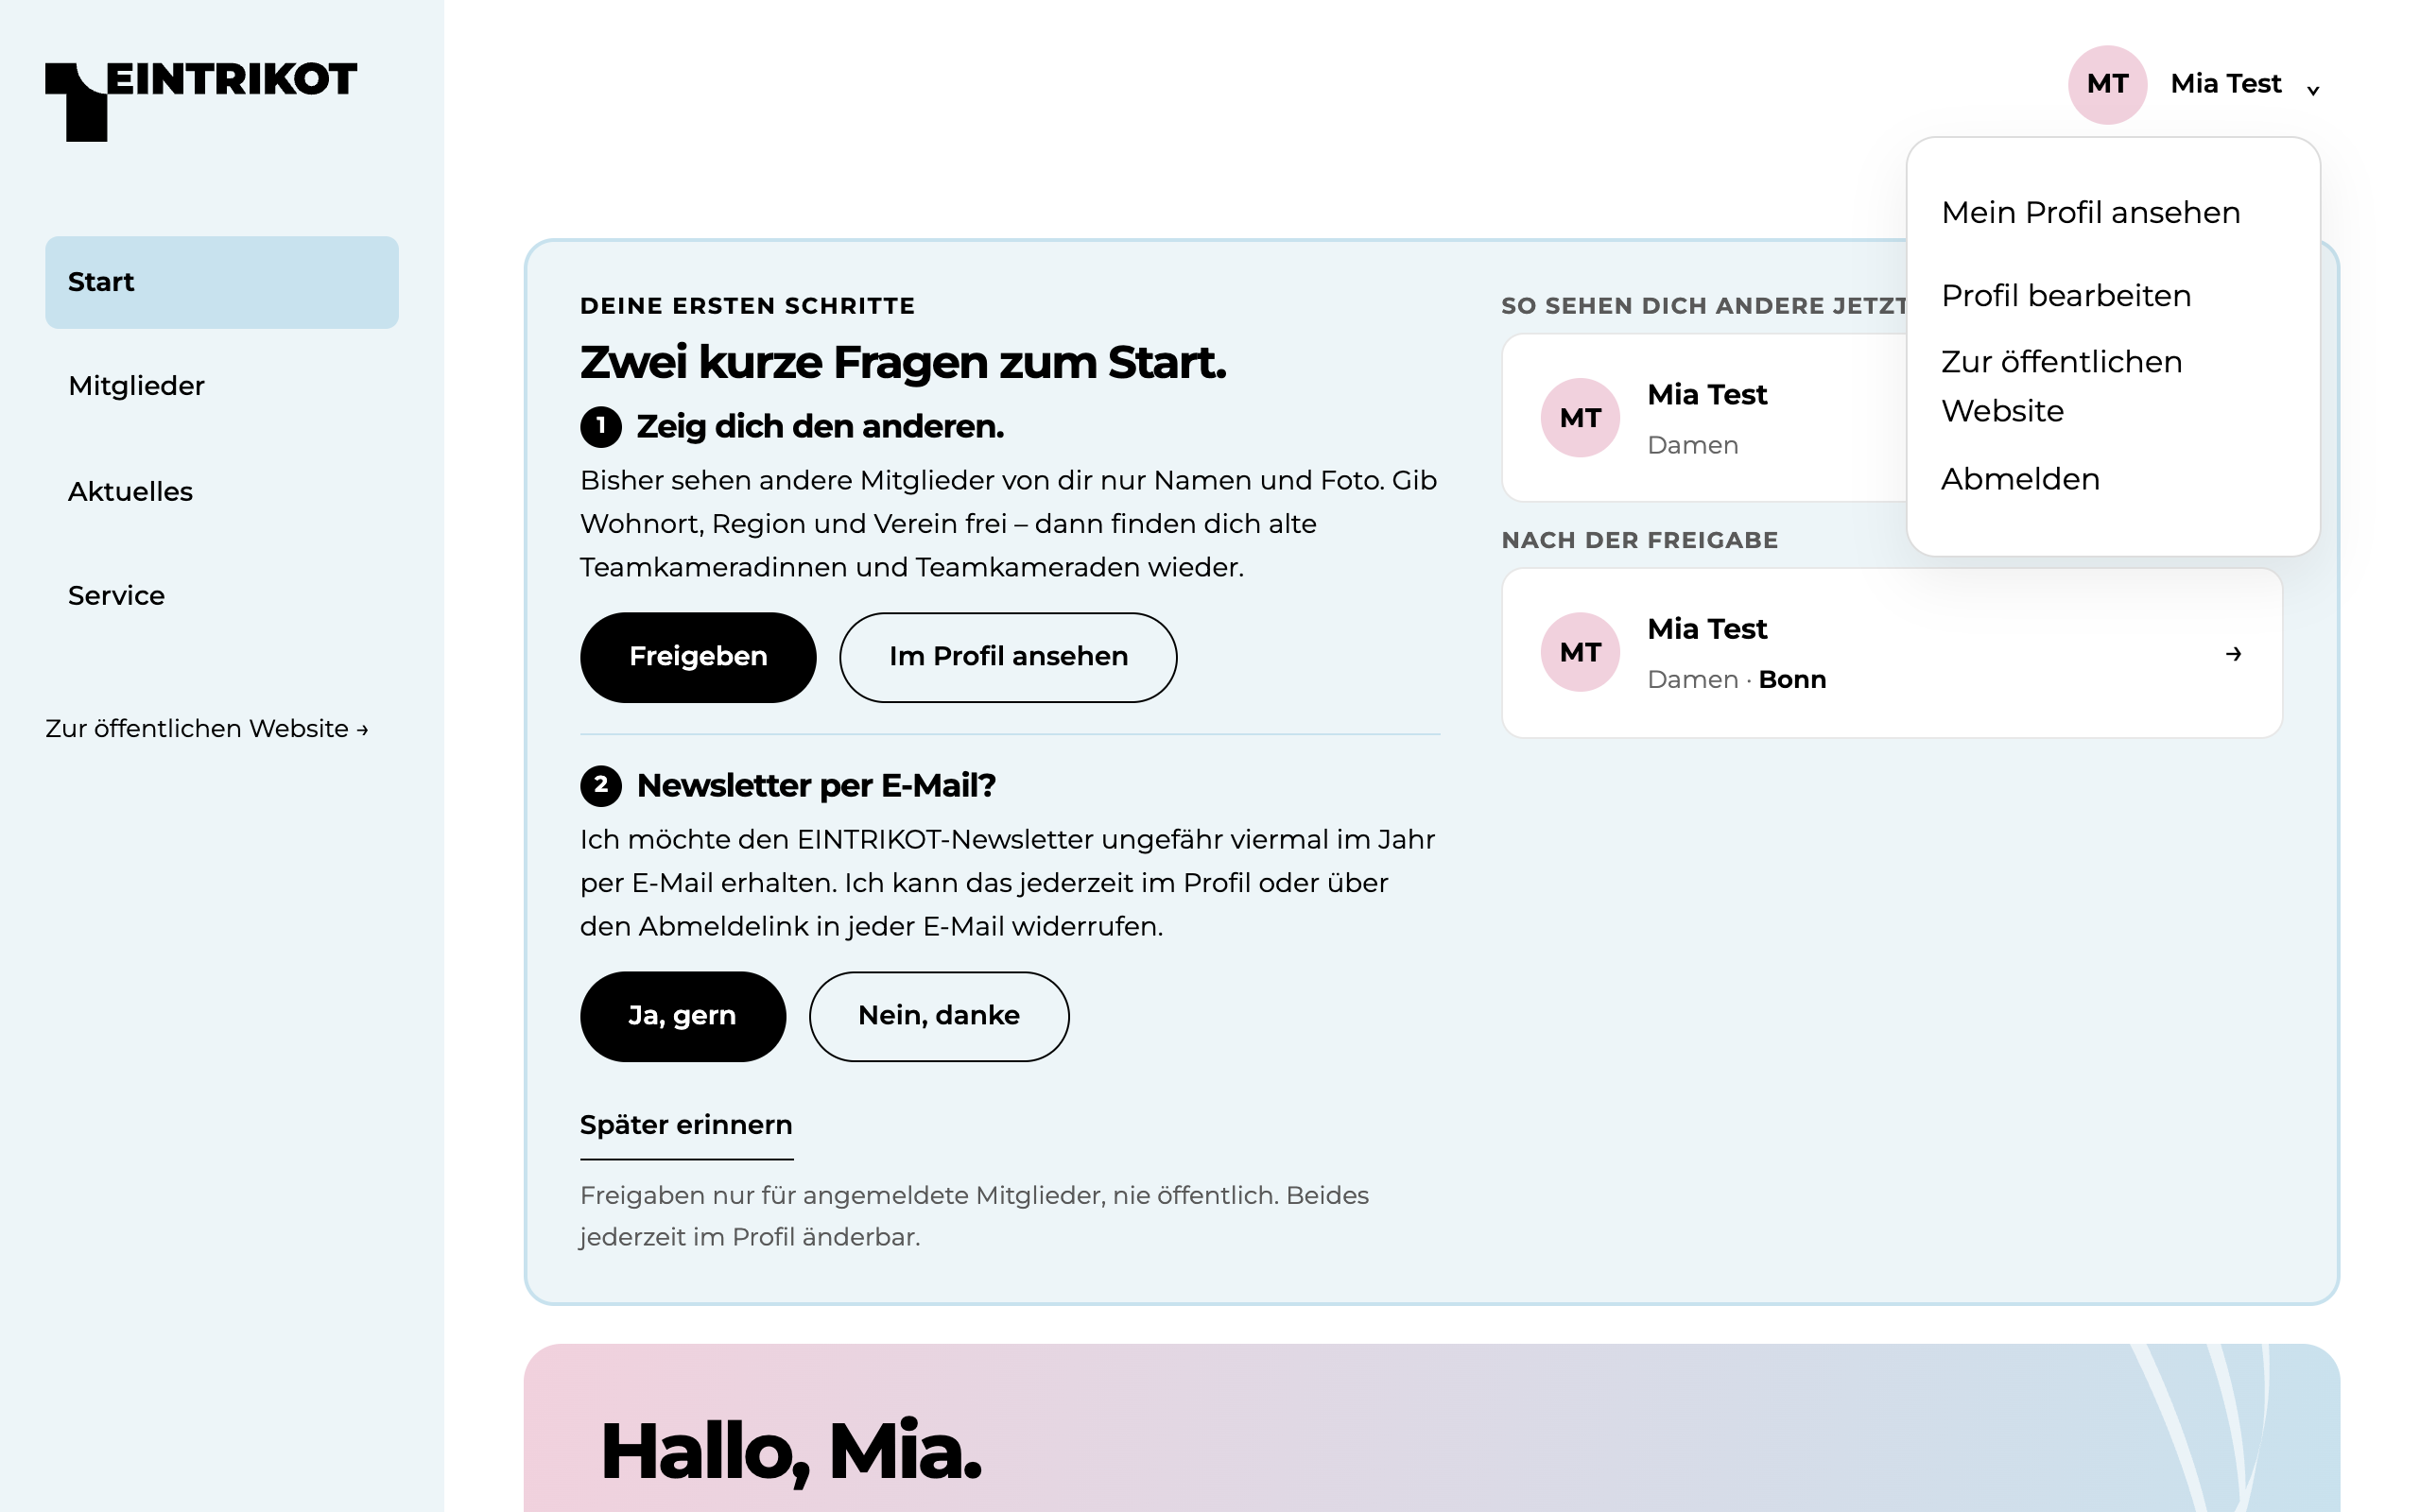 EINTRIKOT
Start
Mitglieder
Aktuelles
Service
Zur öffentlichen Website →
MT Mia Test
Mein Profil ansehen
Profil bearbeiten
Zur öffentlichen
Website
Abmelden
DEINE ERSTEN SCHRITTE
Zwei kurze Fragen zum Start.
1 Zeig dich den anderen.
Bisher sehen andere Mitglieder von dir nur Namen und Foto. Gib
Wohnort, Region und Verein frei – dann finden dich alte
Teamkameradinnen und Teamkameraden wieder.
Freigeben
Im Profil ansehen
2 Newsletter per E-Mail?
Ich möchte den EINTRIKOT-Newsletter ungefähr viermal im Jahr
per E-Mail erhalten. Ich kann das jederzeit im Profil oder über
den Abmeldelink in jeder E-Mail widerrufen.
Ja, gern
Nein, danke
Später erinnern
Freigaben nur für angemeldete Mitglieder, nie öffentlich. Beides
jederzeit im Profil änderbar.
SO SEHEN DICH ANDERE JETZT
MT
Mia Test
Damen
NACH DER FREIGABE
MT
Mia Test
Damen · Bonn
→
Hallo, Mia.